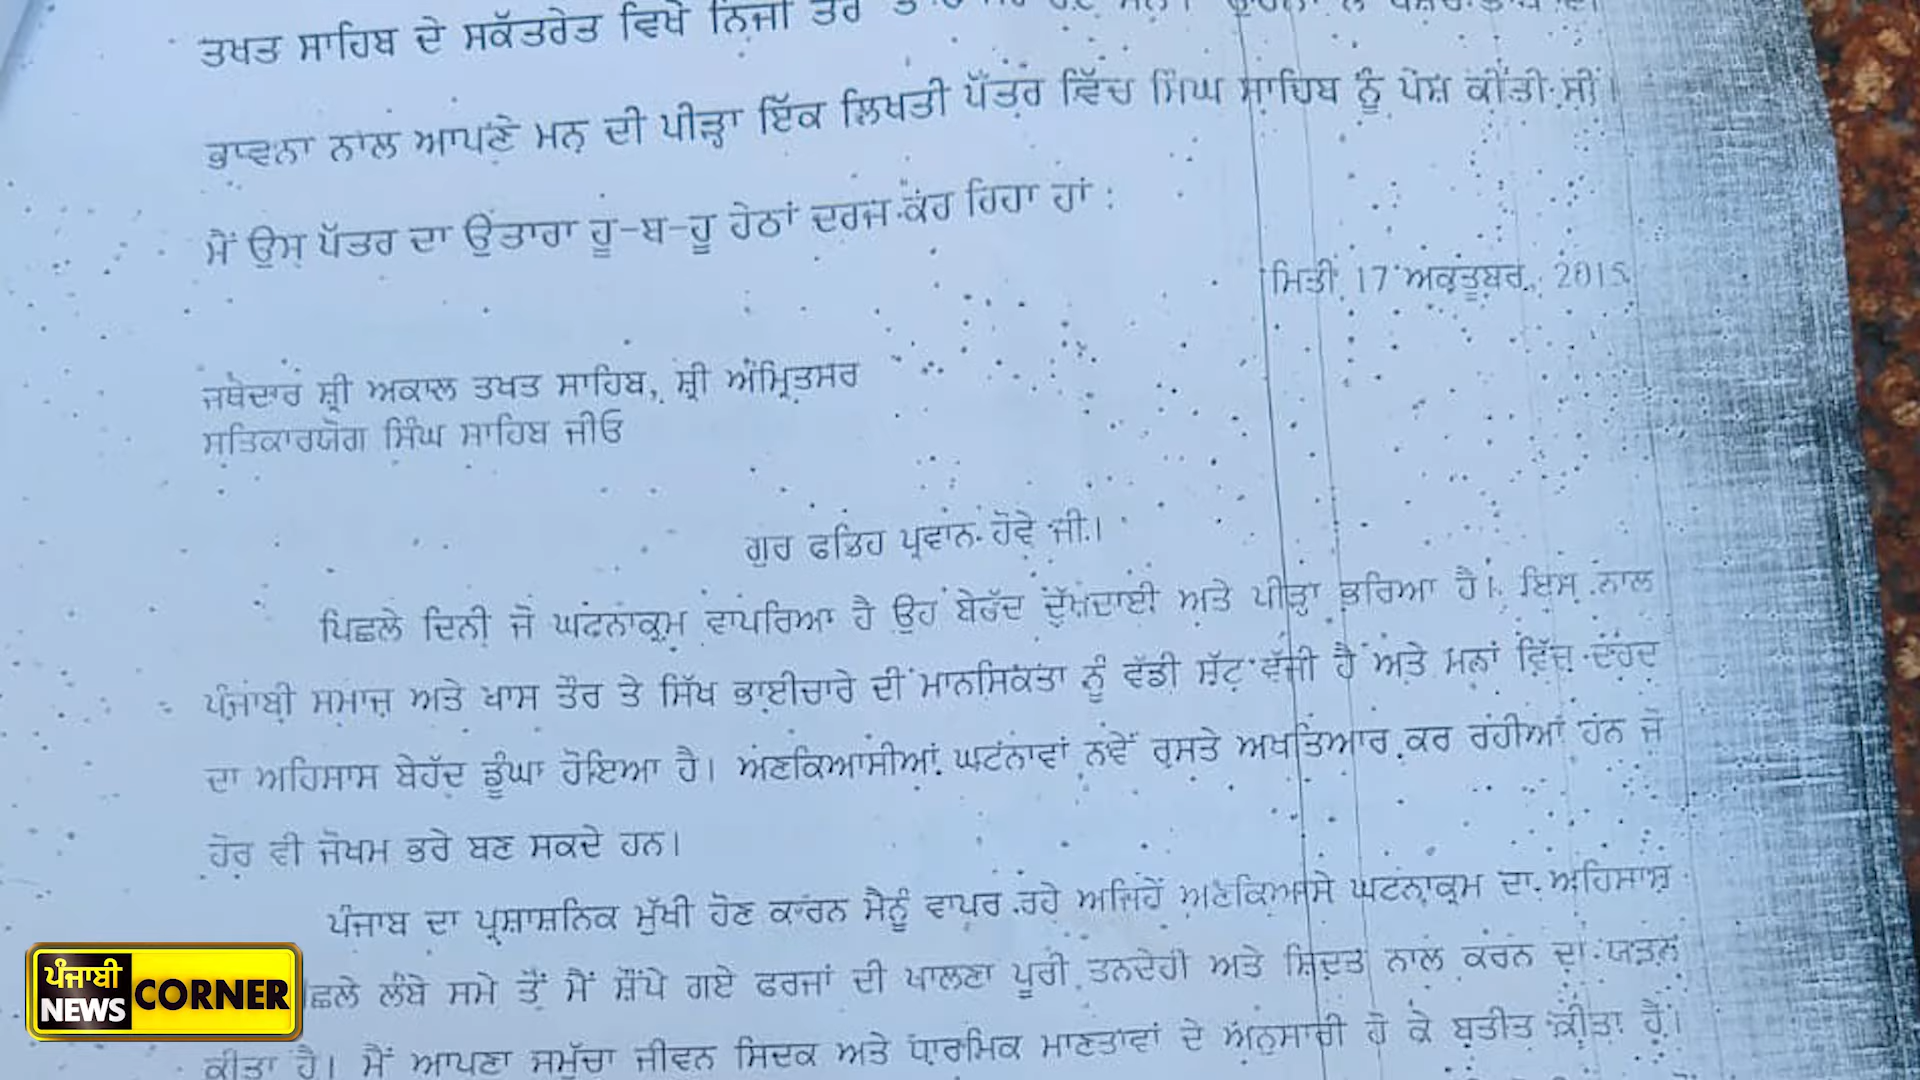 ਤਖਤ ਸਾਹਿਬ ਦੇ ਸਕੱਤਰੇਤ ਵਿਖੇ ਨਿਜੀ ਤੌਰ
ਭਾਵਨਾ ਨਾਲ ਆਪਣੇ ਮਨ ਦੀ ਪੀੜ੍ਹਾ ਇੱਕ ਲਿਖਤੀ ਪੱਤਰ ਵਿੱਚ ਸਿੰਘ ਸਾਹਿਬ ਨੂੰ ਪੇਸ਼ ਕੀਤੀ ਸੀ।
ਮੈਂ ਉਸ ਪੱਤਰ ਦਾ ਉਤਾਰਾ ਹੂ-ਬ-ਹੂ ਹੇਠਾਂ ਦਰਜ ਕਰ ਰਿਹਾ ਹਾਂ :
ਮਿਤੀ 17 ਅਕਤੂਬਰ, 2015
ਜਥੇਦਾਰ ਸ਼੍ਰੀ ਅਕਾਲ ਤਖਤ ਸਾਹਿਬ, ਸ਼੍ਰੀ ਅੰਮ੍ਰਿਤਸਰ
ਸਤਿਕਾਰਯੋਗ ਸਿੰਘ ਸਾਹਿਬ ਜੀਓ
ਗੁਰ ਫਤਿਹ ਪ੍ਰਵਾਨ ਹੋਵੇ ਜੀ।
ਪਿਛਲੇ ਦਿਨੀ ਜੋ ਘਟਨਾਕ੍ਰਮ ਵਾਪਰਿਆ ਹੈ ਉਹ ਬੇਹੱਦ ਦੁੱਖਦਾਈ ਅਤੇ ਪੀੜ੍ਹਾ ਭਰਿਆ ਹੈ। ਇਸ ਨਾਲ
ਪੰਜਾਬੀ ਸਮਾਜ ਅਤੇ ਖਾਸ ਤੌਰ ਤੇ ਸਿੱਖ ਭਾਈਚਾਰੇ ਦੀ ਮਾਨਸਿਕਤਾ ਨੂੰ ਵੱਡੀ ਸੱਟ ਵੱਜੀ ਹੈ ਅਤੇ ਮਨਾਂ ਵਿੱਚ ਦਰਦ
ਦਾ ਅਹਿਸਾਸ ਬੇਹੱਦ ਡੂੰਘਾ ਹੋਇਆ ਹੈ। ਅਣਕਿਆਸੀਆਂ ਘਟਨਾਵਾਂ ਨਵੇਂ ਰਸਤੇ ਅਖਤਿਆਰ ਕਰ ਰਹੀਆਂ ਹਨ ਜੋ
ਹੋਰ ਵੀ ਜੋਖਮ ਭਰੇ ਬਣ ਸਕਦੇ ਹਨ।
ਪੰਜਾਬ ਦਾ ਪ੍ਰਸ਼ਾਸ਼ਨਿਕ ਮੁੱਖੀ ਹੋਣ ਕਾਰਨ ਮੈਨੂੰ ਵਾਪਰ ਰਹੇ ਅਜਿਹੇ ਅਣਕਿਆਸੇ ਘਟਨਾਕ੍ਰਮ ਦਾ ਅਹਿਸਾਸ
ਛਲੇ ਲੰਬੇ ਸਮੇ ਤੋਂ ਮੈਂ ਸੌਂਪੇ ਗਏ ਫਰਜਾਂ ਦੀ ਪਾਲਣਾ ਪੂਰੀ ਤਨਦੇਹੀ ਅਤੇ ਸ਼ਿਦਤ ਨਾਲ ਕਰਨ ਦਾ ਯਤਨ
ਕੀਤਾ ਹੈ। ਮੈਂ ਆਪਣਾ ਸਮੁੱਚਾ ਜੀਵਨ ਸਿਦਕ ਅਤੇ ਧਾਰਮਿਕ ਮਾਣਤਾਵਾਂ ਦੇ ਅਨੁਸਾਰੀ ਹੋ ਕੇ ਬਤੀਤ ਕੀਤਾ ਹੈ।
ਪੰਜਾਬੀ
NEWS CORNER